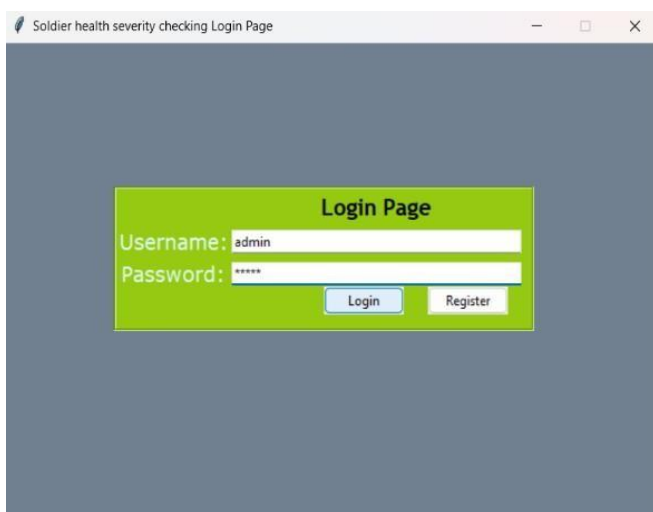 Soldier health severity checking Login Page
Login Page
Username: admin
Password: *****
Login Register